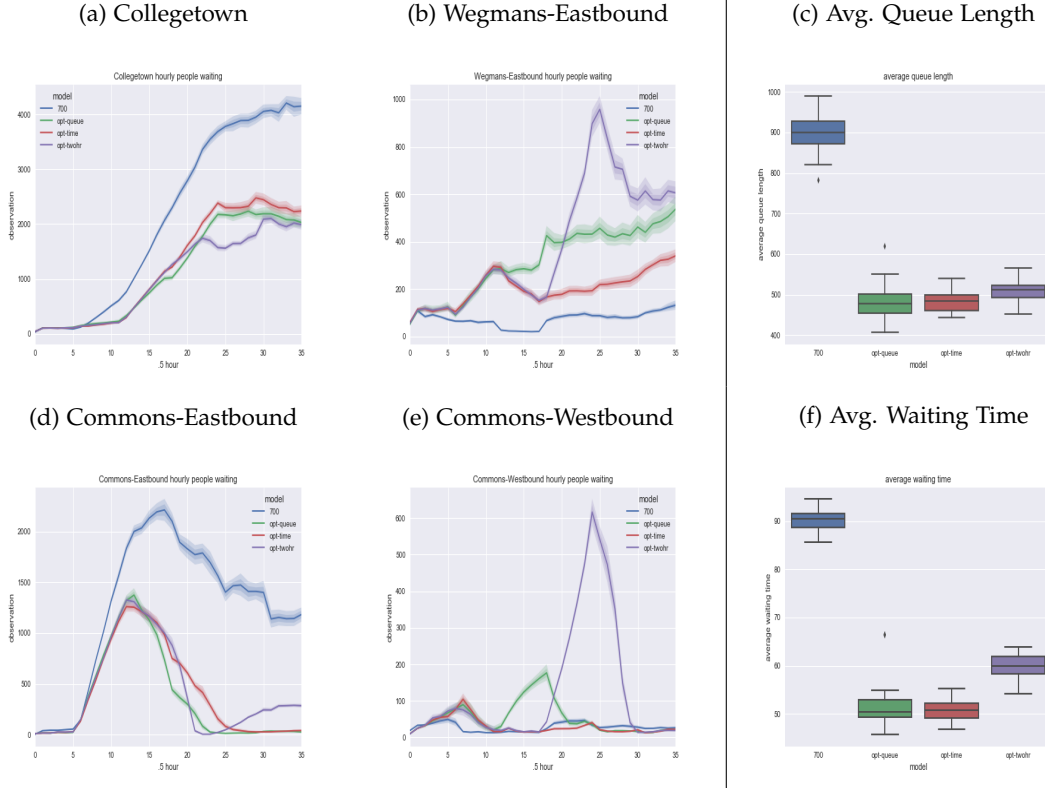 (a) Collegetown
Collegetown hourly people waiting
model
700
opt-queue
opt-time
opt-twohr
observation
4000
3000
2000
1000
0
0 5 10 15 20 25 30 35
.5 hour
(b) Wegmans-Eastbound
Wegmans-Eastbound hourly people waiting
model
700
opt-queue
opt-time
opt-twohr
observation
1000
800
600
400
200
0
0 5 10 15 20 25 30 35
.5 hour
(c) Avg. Queue Length
average queue length
average queue length
1000
900
800
700
600
500
400
700 opt-queue opt-time opt-twohr
model
(d) Commons-Eastbound
Commons-Eastbound hourly people waiting
model
700
opt-queue
opt-time
opt-twohr
observation
2000
1500
1000
500
0
0 5 10 15 20 25 30 35
.5 hour
(e) Commons-Westbound
Commons-Westbound hourly people waiting
model
700
opt-queue
opt-time
opt-twohr
observation
600
500
400
300
200
100
0
0 5 10 15 20 25 30 35
.5 hour
(f) Avg. Waiting Time
average waiting time
average waiting time
90
80
70
60
50
700 opt-queue opt-time opt-twohr
model